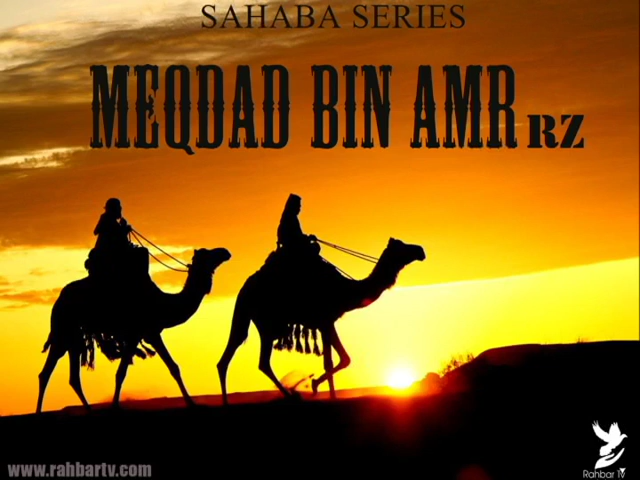 SAHABA SERIES
MEQDAD BIN AMR RZ
www.rahbartv.com
Rahbar TV